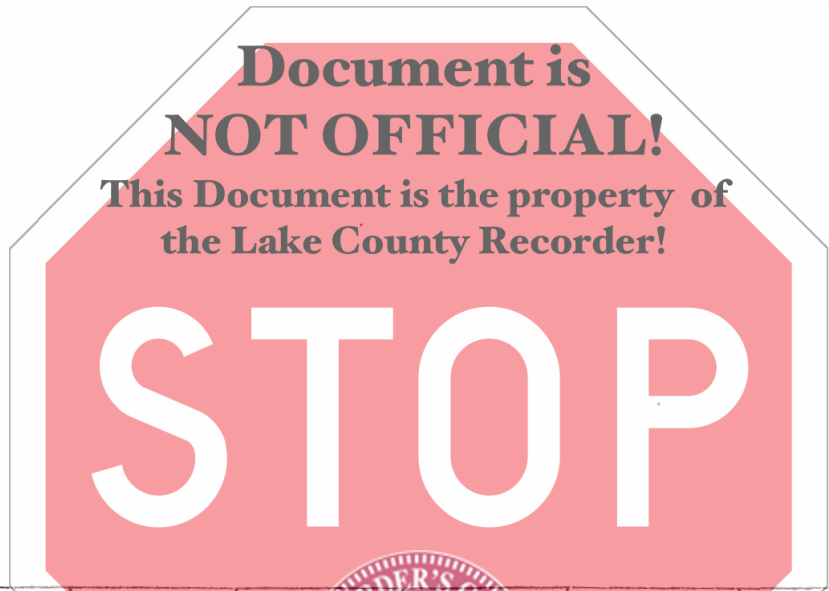 Document is
NOT OFFICIAL!
This Document is the property of
the Lake County Recorder!
STOP